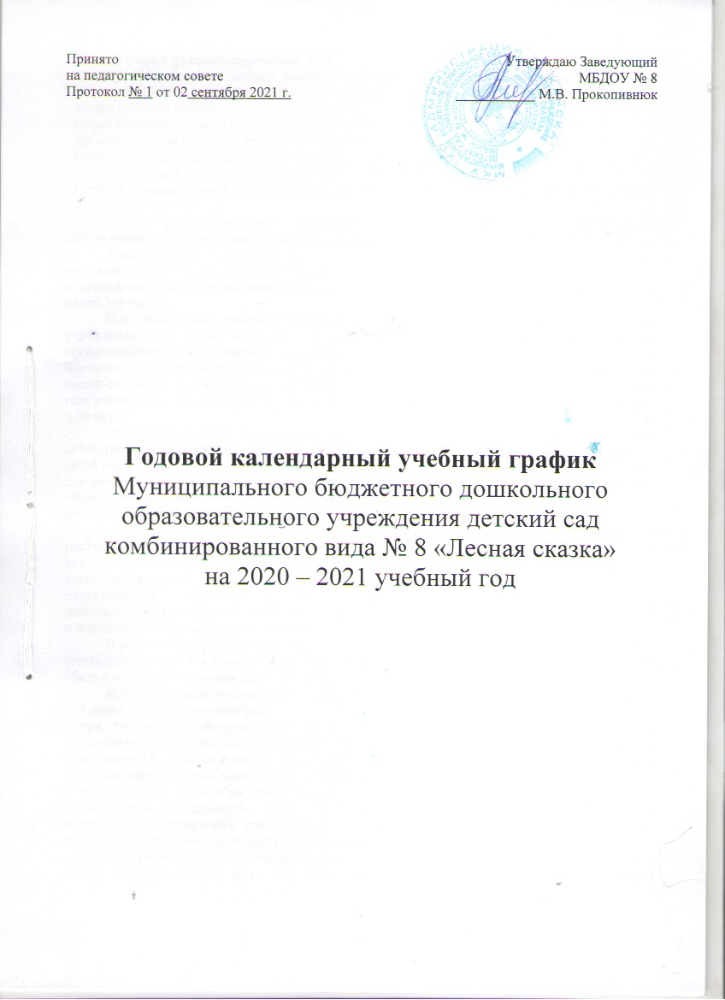 Принято
на педагогическом совете
Протокол № 1 от 02 сентября 2021 г.
Утверждаю Заведующий
МБДОУ № 8
___________ М.В. Прокопивнюк
Годовой календарный учебный график
Муниципального бюджетного дошкольного
образовательного учреждения детский сад
комбинированного вида № 8 «Лесная сказка»
на 2020 – 2021 учебный год